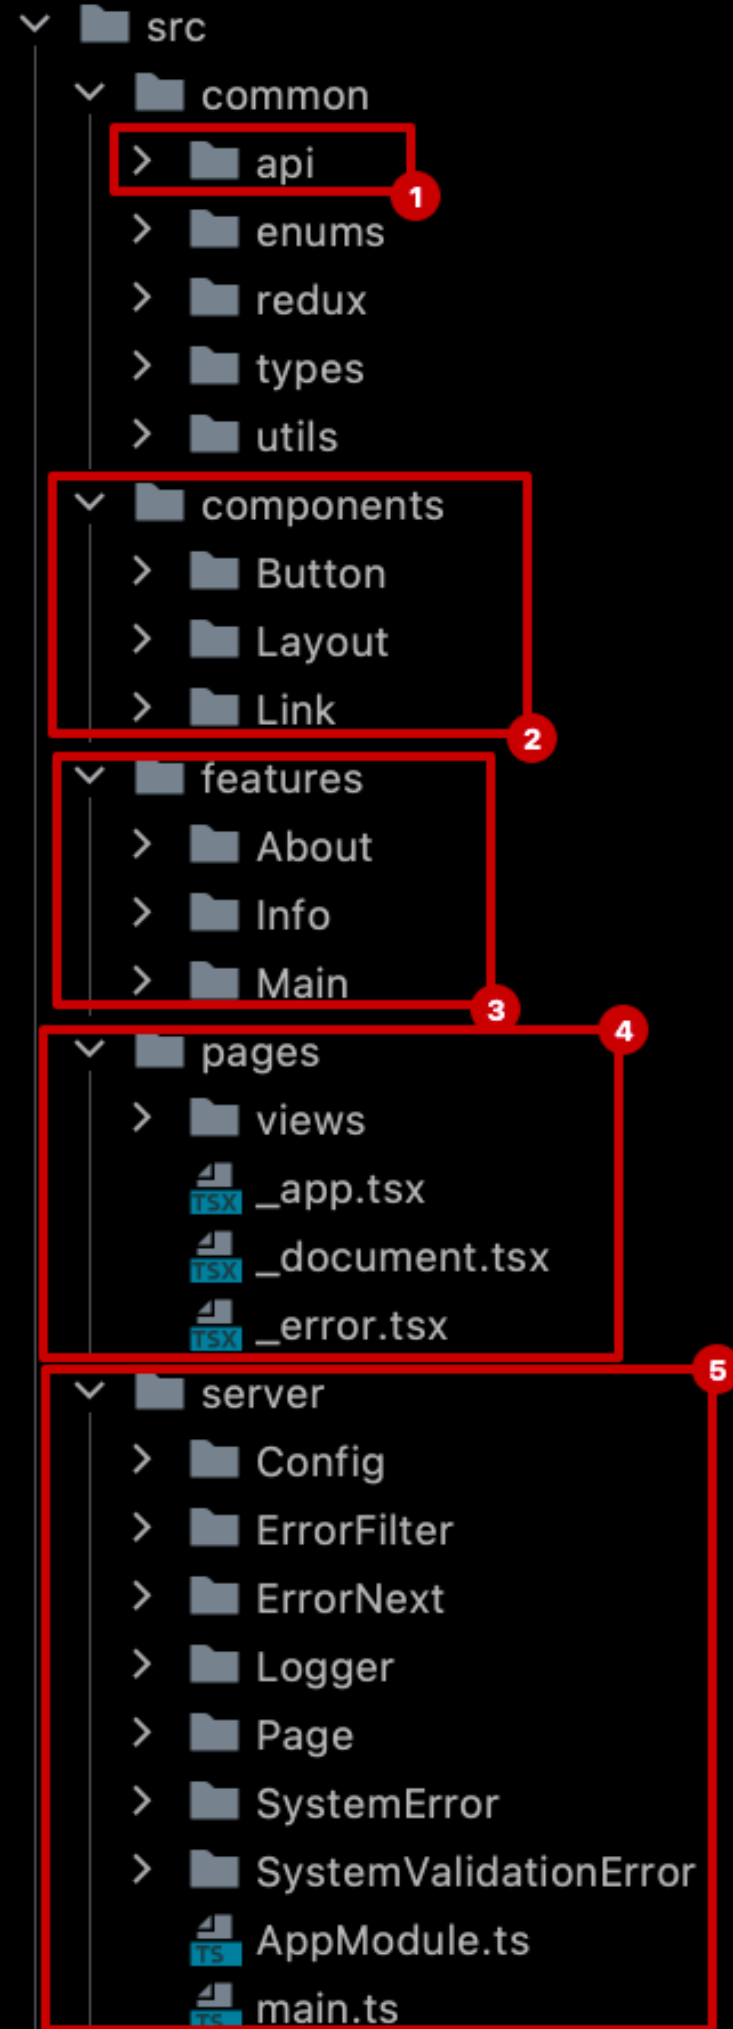 src
common
api
1
enums
redux
types
utils
components
Button
Layout
Link
2
features
About
Info
Main
3
4
pages
views
TSX _app.tsx
TSX _document.tsx
TSX _error.tsx
5
server
Config
ErrorFilter
ErrorNext
Logger
Page
SystemError
SystemValidationError
TS AppModule.ts
TS main.ts